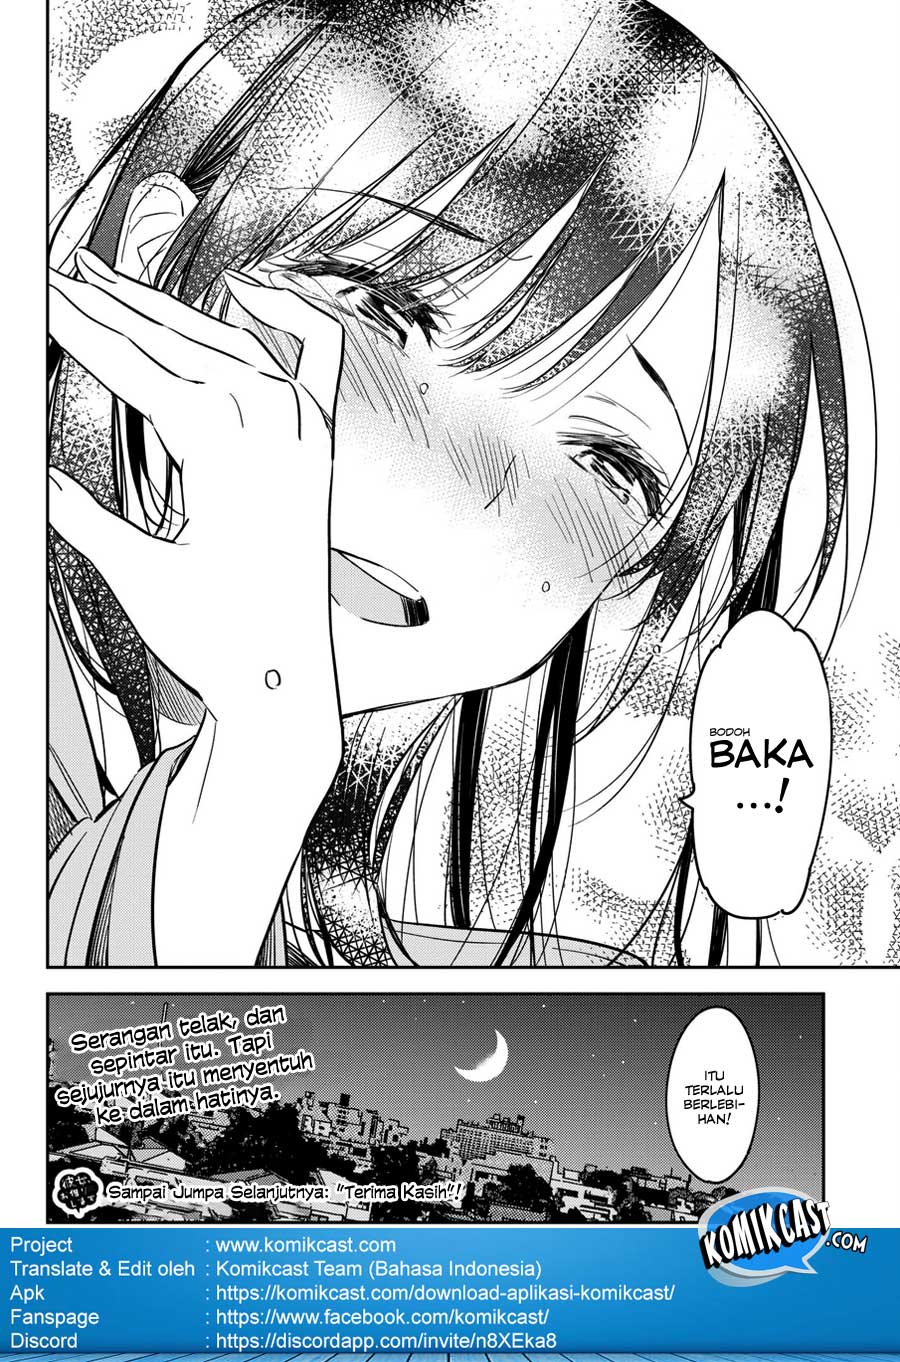 BODOH
BAKA
...!
Serangan telak, dan
sepintar itu. Tapi
sejujurnya itu menyentuh
ke dalam hatinya.
ITU
TERLALU
BERLEBI-
HAN!
Sampai Jumpa Selanjutnya: "Terima Kasih"!
KOMIKCAST.COM
Project : www.komikcast.com
Translate & Edit oleh : Komikcast Team (Bahasa Indonesia)
Apk : https://komikcast.com/download-aplikasi-komikcast/
Fanspage : https://www.facebook.com/komikcast/
Discord : https://discordapp.com/invite/n8XEka8